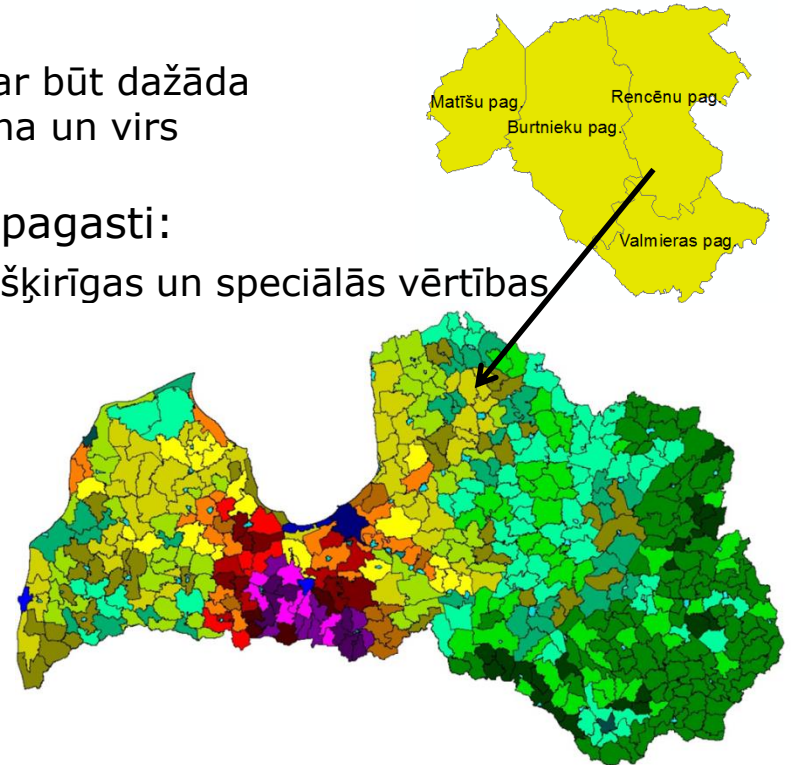 ar būt dažāda
na un virs
pagasti:
šķirīgas un speciālās vērtības
Matīšu pag.
Rencēnu pag.
Burtnieku pag.
Valmieras pag.